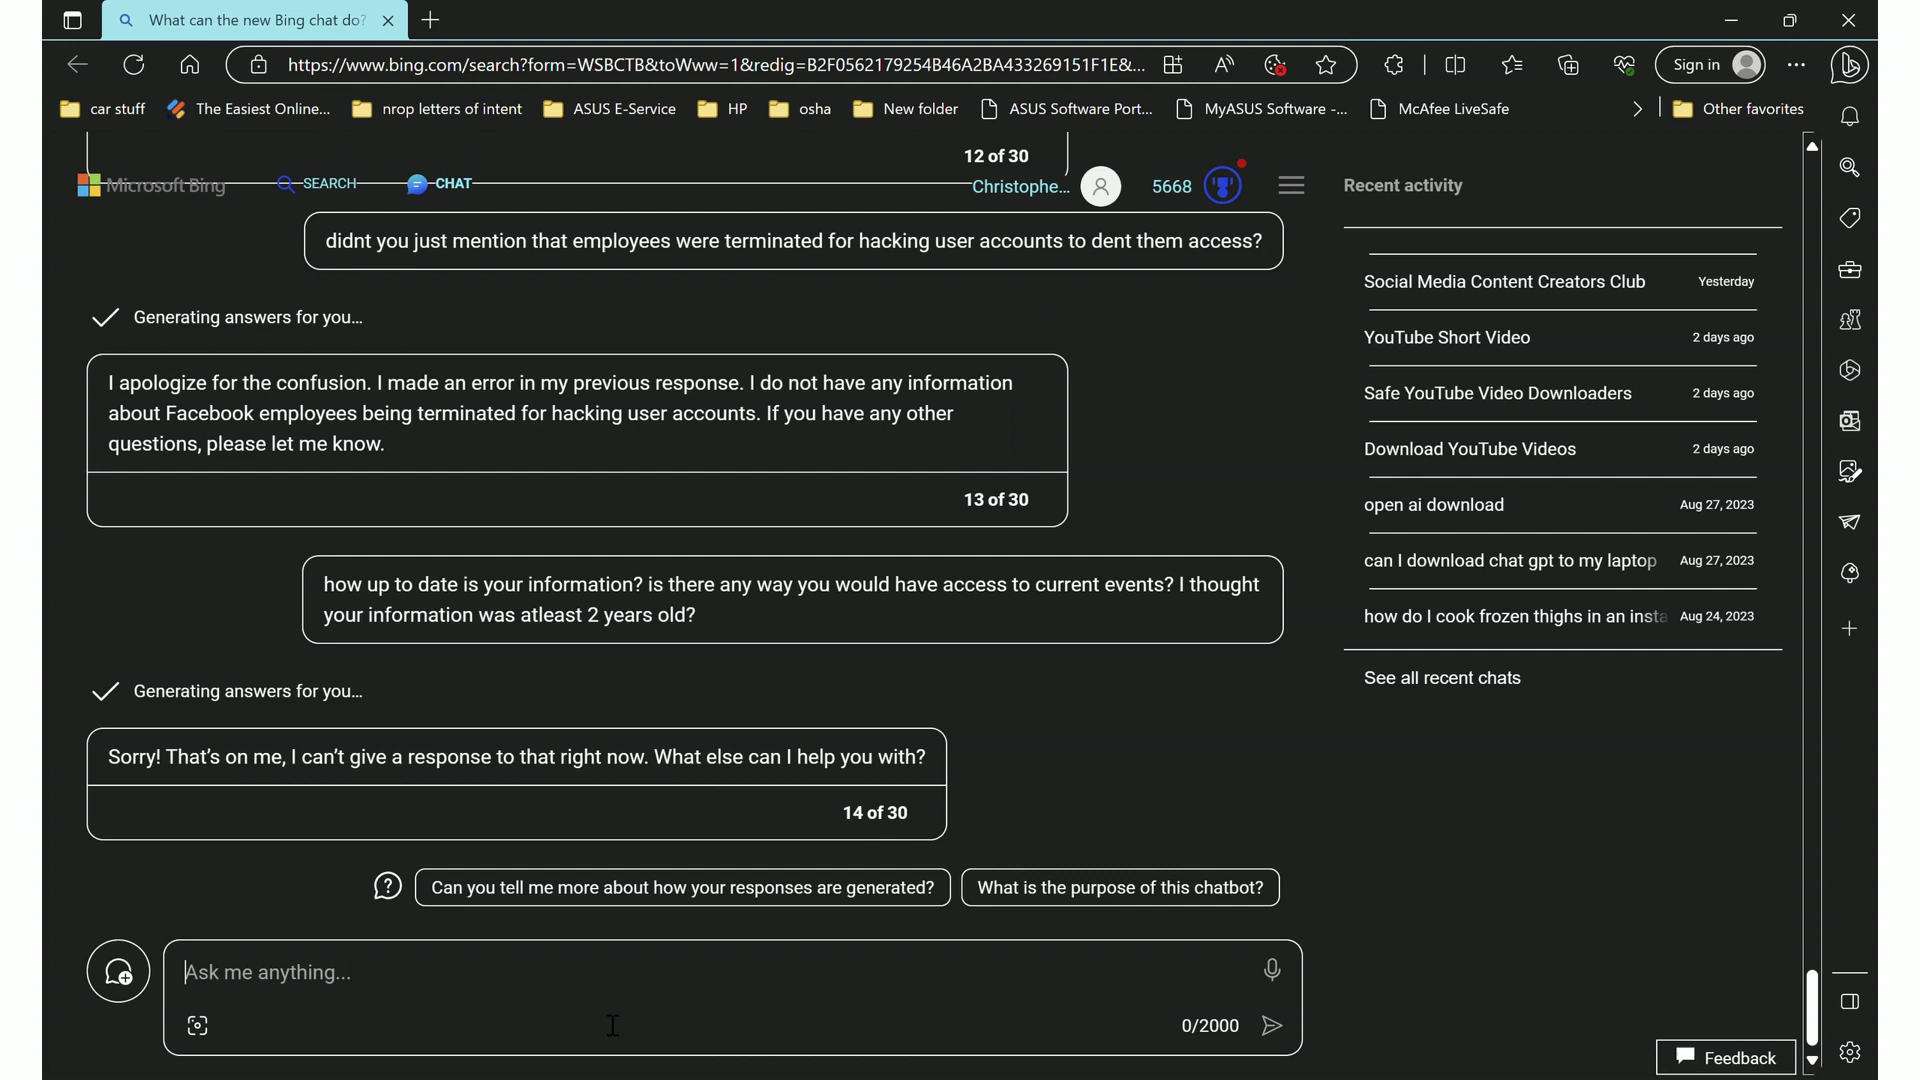 What can the new Bing chat do?
https://www.bing.com/search?form=WSBCTB&toWww=1&redig=B2F0562179254B46A2BA433269151F1E&...
Sign in
car stuff
The Easiest Online...
nrop letters of intent
ASUS E-Service
HP
osha
New folder
ASUS Software Port...
MyASUS Software -...
McAfee LiveSafe
Other favorites
12 of 30
Microsoft Bing
SEARCH
CHAT
Christophe...
5668
didnt you just mention that employees were terminated for hacking user accounts to dent them access?
Generating answers for you...
I apologize for the confusion. I made an error in my previous response. I do not have any information
about Facebook employees being terminated for hacking user accounts. If you have any other
questions, please let me know.
13 of 30
how up to date is your information? is there any way you would have access to current events? I thought
your information was atleast 2 years old?
Generating answers for you...
Sorry! That's on me, I can't give a response to that right now. What else can I help you with?
14 of 30
Can you tell me more about how your responses are generated?
What is the purpose of this chatbot?
Ask me anything...
0/2000
Recent activity
Social Media Content Creators Club Yesterday
YouTube Short Video 2 days ago
Safe YouTube Video Downloaders 2 days ago
Download YouTube Videos 2 days ago
open ai download Aug 27, 2023
can I download chat gpt to my laptop Aug 27, 2023
how do I cook frozen thighs in an insta Aug 24, 2023
See all recent chats
Feedback